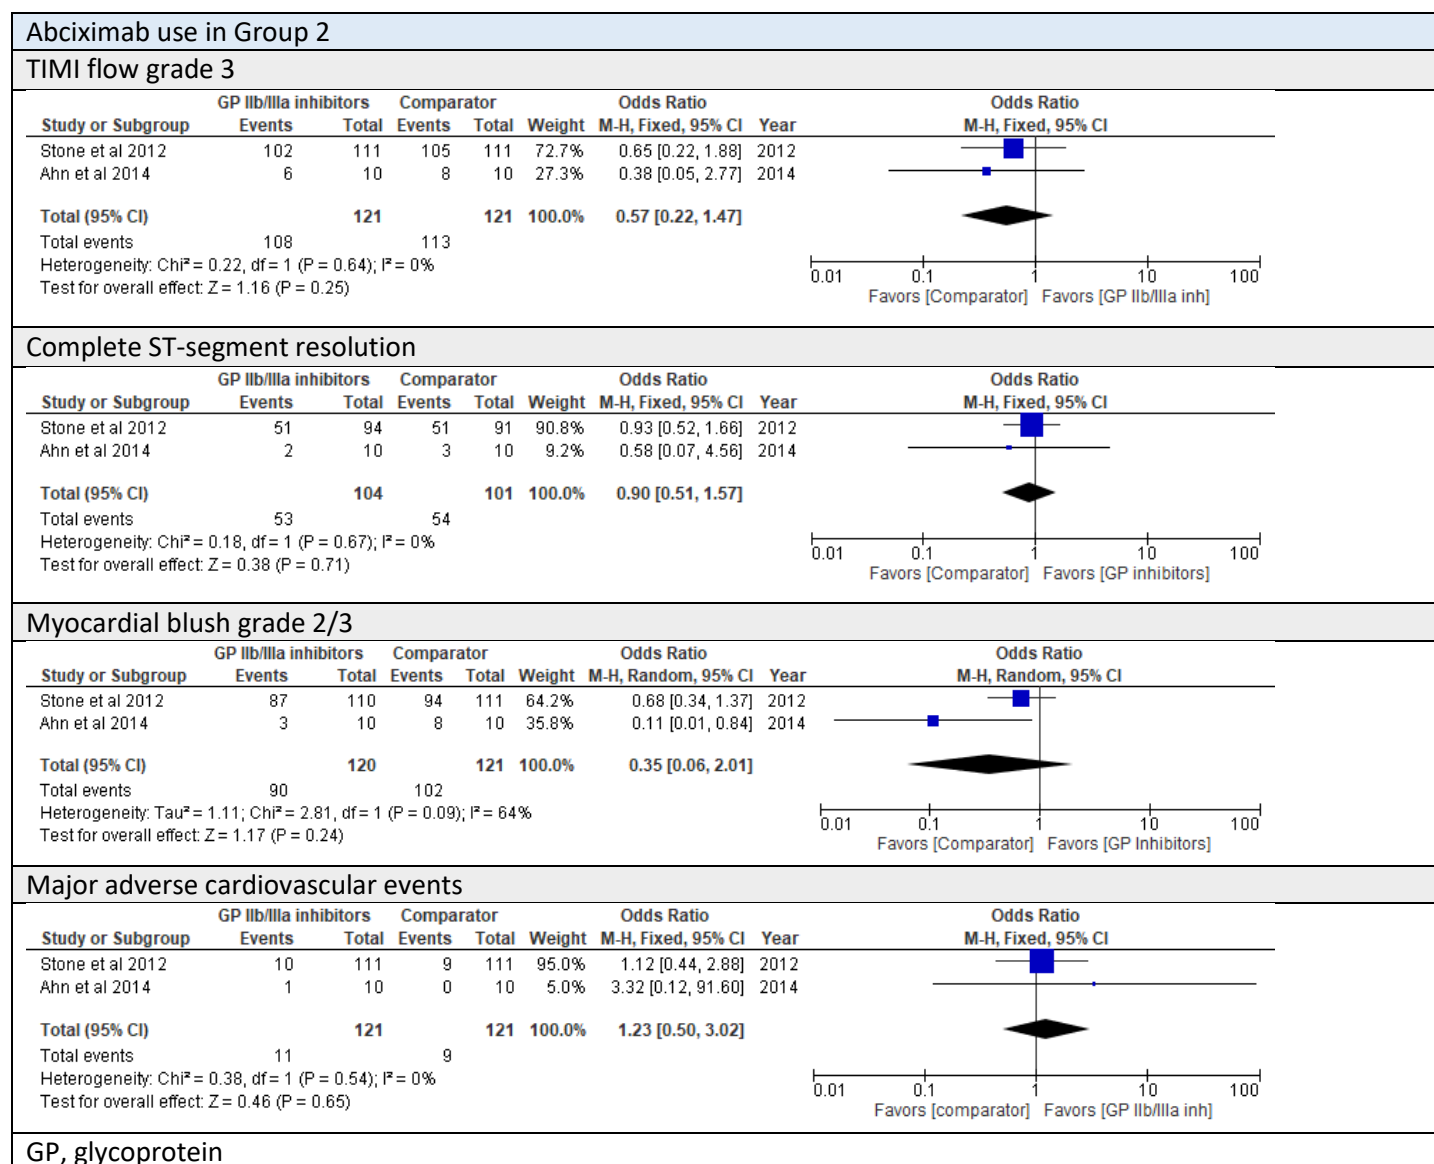 Abciximab use in Group 2
TIMI flow grade 3
GP IIb/IIIa inhibitors Comparator Odds Ratio Odds Ratio
Study or Subgroup Events Total Events Total Weight M-H, Fixed, 95% CI Year M-H, Fixed, 95% CI
Stone et al 2012 102 111 105 111 72.7% 0.65 [0.22, 1.88] 2012
Ahn et al 2014 6 10 8 10 27.3% 0.38 [0.05, 2.77] 2014
Total (95% CI) 121 121 100.0% 0.57 [0.22, 1.47]
Total events 108 113
Heterogeneity: Chi² = 0.22, df = 1 (P = 0.64); I² = 0%
Test for overall effect: Z = 1.16 (P = 0.25)
0.01 0.1 1 10 100
Favors [Comparator] Favors [GP IIb/IIIa inh]
Complete ST-segment resolution
GP IIb/IIIa inhibitors Comparator Odds Ratio Odds Ratio
Study or Subgroup Events Total Events Total Weight M-H, Fixed, 95% CI Year M-H, Fixed, 95% CI
Stone et al 2012 51 94 51 91 90.8% 0.93 [0.52, 1.66] 2012
Ahn et al 2014 2 10 3 10 9.2% 0.58 [0.07, 4.56] 2014
Total (95% CI) 104 101 100.0% 0.90 [0.51, 1.57]
Total events 53 54
Heterogeneity: Chi² = 0.18, df = 1 (P = 0.67); I² = 0%
Test for overall effect: Z = 0.38 (P = 0.71)
0.01 0.1 1 10 100
Favors [Comparator] Favors [GP inhibitors]
Myocardial blush grade 2/3
GP IIb/IIIa inhibitors Comparator Odds Ratio Odds Ratio
Study or Subgroup Events Total Events Total Weight M-H, Random, 95% CI Year M-H, Random, 95% CI
Stone et al 2012 87 110 94 111 64.2% 0.68 [0.34, 1.37] 2012
Ahn et al 2014 3 10 8 10 35.8% 0.11 [0.01, 0.84] 2014
Total (95% CI) 120 121 100.0% 0.35 [0.06, 2.01]
Total events 90 102
Heterogeneity: Tau² = 1.11; Chi² = 2.81, df = 1 (P = 0.09); I² = 64%
Test for overall effect: Z = 1.17 (P = 0.24)
0.01 0.1 1 10 100
Favors [Comparator] Favors [GP Inhibitors]
Major adverse cardiovascular events
GP IIb/IIIa inhibitors Comparator Odds Ratio Odds Ratio
Study or Subgroup Events Total Events Total Weight M-H, Fixed, 95% CI Year M-H, Fixed, 95% CI
Stone et al 2012 10 111 9 111 95.0% 1.12 [0.44, 2.88] 2012
Ahn et al 2014 1 10 0 10 5.0% 3.32 [0.12, 91.60] 2014
Total (95% CI) 121 121 100.0% 1.23 [0.50, 3.02]
Total events 11 9
Heterogeneity: Chi² = 0.38, df = 1 (P = 0.54); I² = 0%
Test for overall effect: Z = 0.46 (P = 0.65)
0.01 0.1 1 10 100
Favors [comparator] Favors [GP IIb/IIIa inh]
GP, glycoprotein